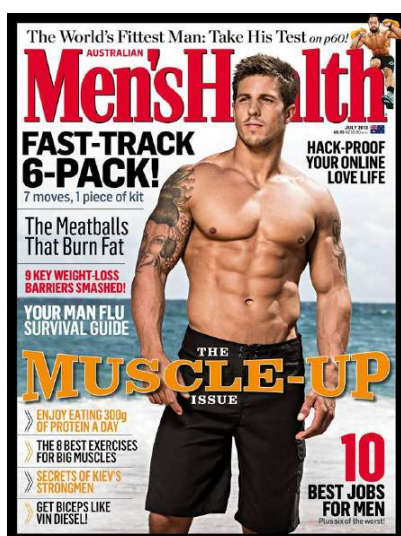 The World's Fittest Man: Take His Test on p60!
AUSTRALIAN
Men'sHealth
JULY 2013
FAST-TRACK
6-PACK!
7 moves, 1 piece of kit
HACK-PROOF
YOUR ONLINE
LOVE LIFE
The Meatballs
That Burn Fat
9 KEY WEIGHT-LOSS
BARRIERS SMASHED!
YOUR MAN FLU
SURVIVAL GUIDE
THE
MUSCLE-UP
ISSUE
ENJOY EATING 300g
OF PROTEIN A DAY
THE 8 BEST EXERCISES
FOR BIG MUSCLES
SECRETS OF KIEV'S
STRONGMEN
GET BICEPS LIKE
VIN DIESEL!
10
BEST JOBS
FOR MEN
Plus six of the worst!